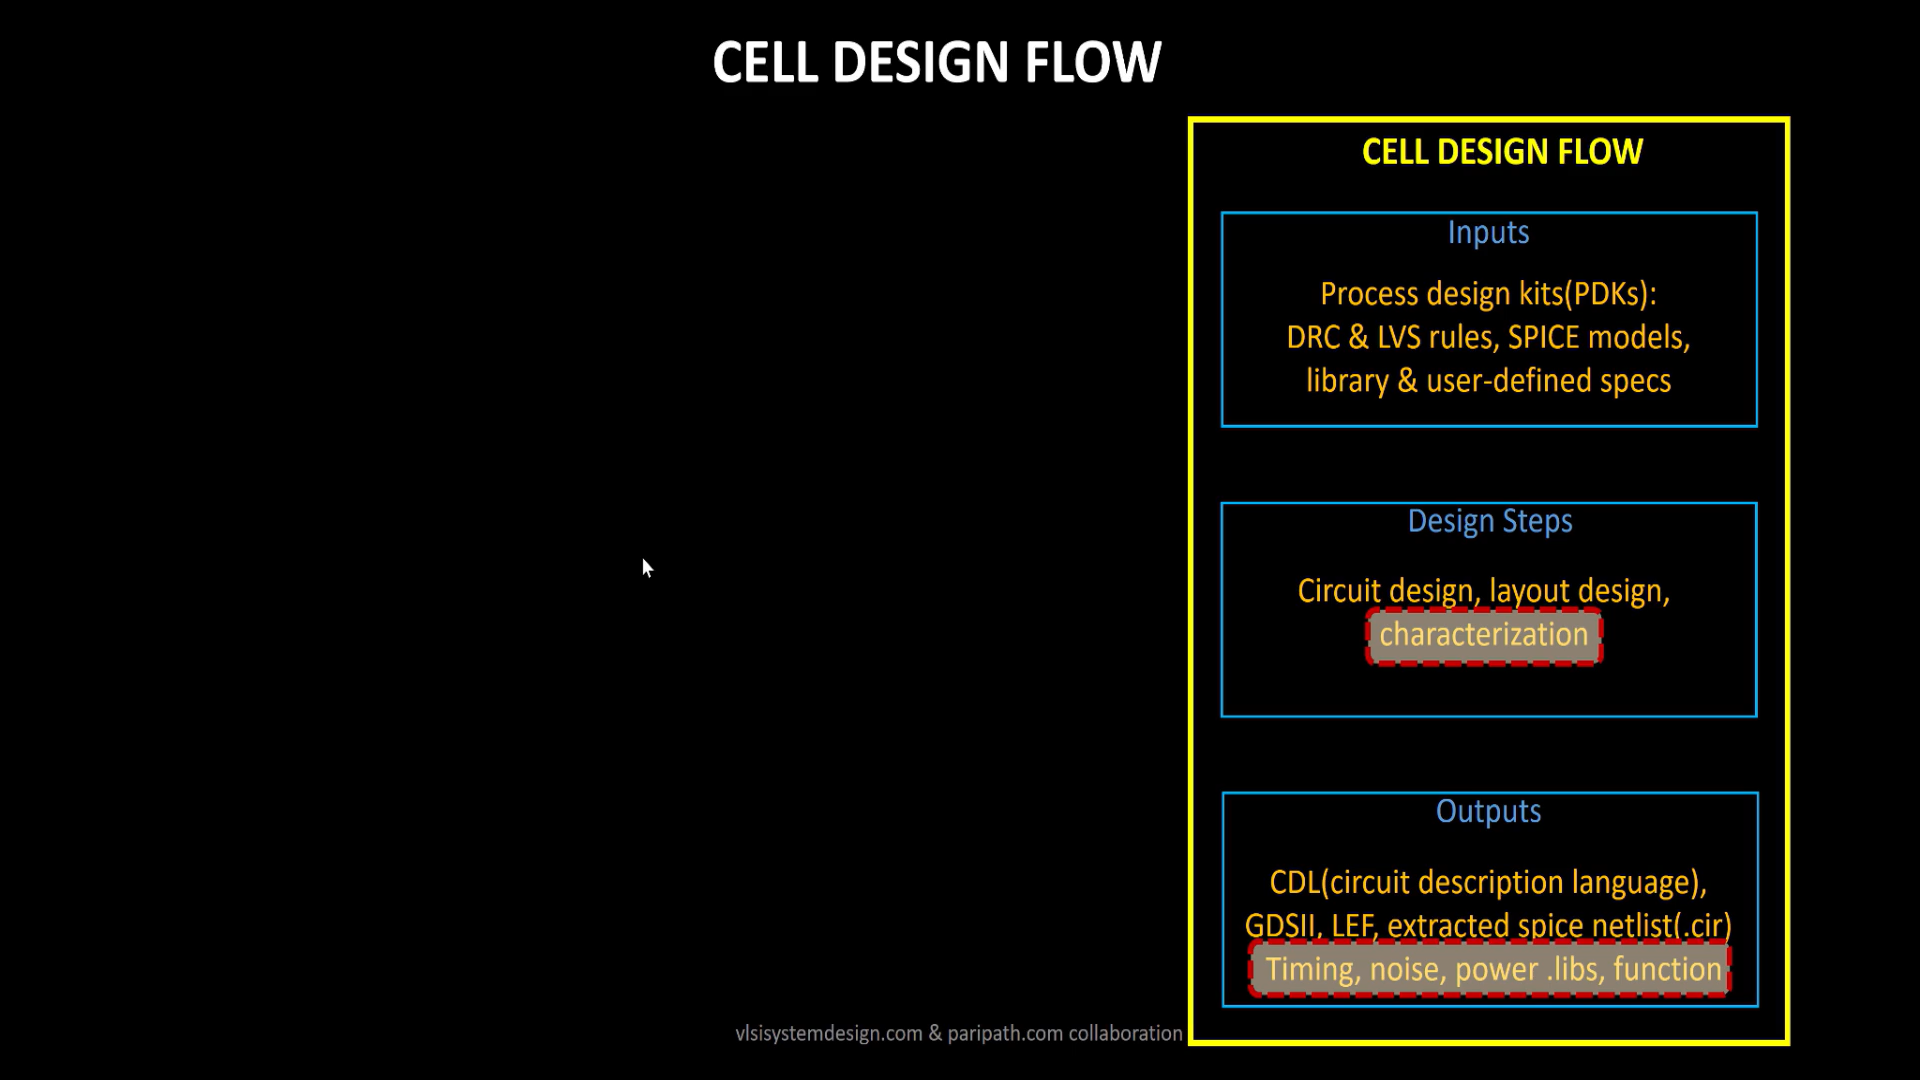 CELL DESIGN FLOW
CELL DESIGN FLOW
Inputs
Process design kits(PDKs):
DRC & LVS rules, SPICE models,
library & user-defined specs
Design Steps
Circuit design, layout design,
characterization
Outputs
CDL(circuit description language),
GDSII, LEF, extracted spice netlist(.cir)
Timing, noise, power .libs, function
vlsisystemdesign.com & paripath.com collaboration